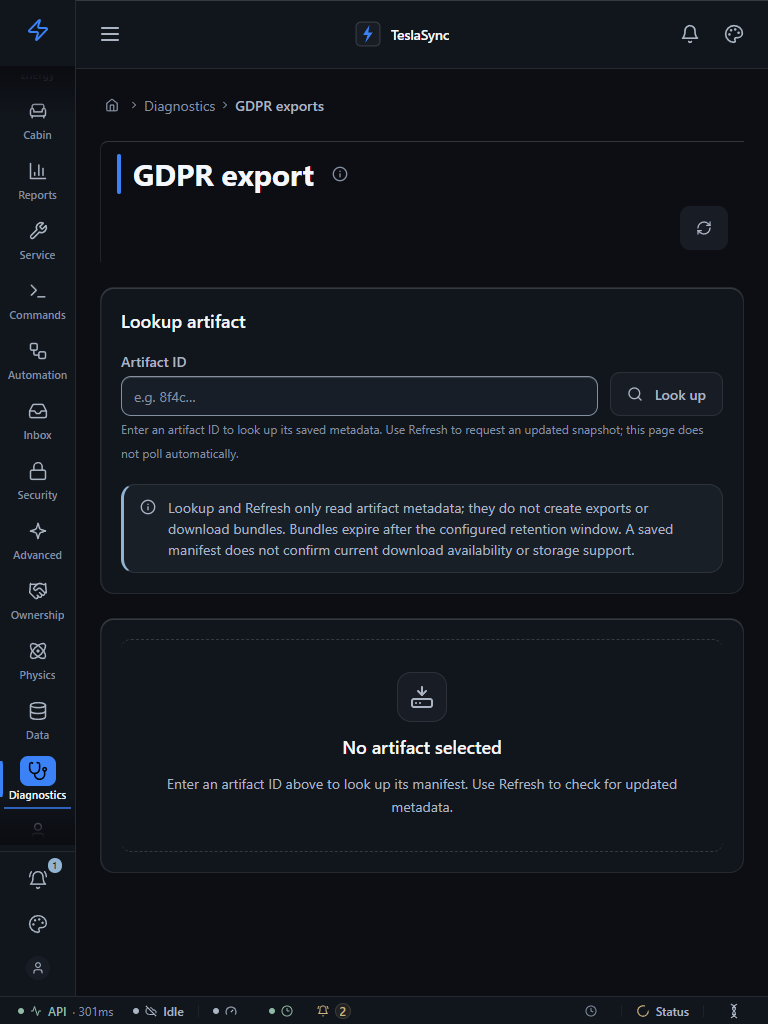 TeslaSync
Energy
Cabin
Reports
Service
Commands
Automation
Inbox
Security
Advanced
Ownership
Physics
Data
Diagnostics
1
Diagnostics
GDPR exports
GDPR export
Lookup artifact
Artifact ID
e.g. 8f4c...
Look up
Enter an artifact ID to look up its saved metadata. Use Refresh to request an updated snapshot; this page does
not poll automatically.
Lookup and Refresh only read artifact metadata; they do not create exports or
download bundles. Bundles expire after the configured retention window. A saved
manifest does not confirm current download availability or storage support.
No artifact selected
Enter an artifact ID above to look up its manifest. Use Refresh to check for updated
metadata.
API · 301ms
Idle
2
Status